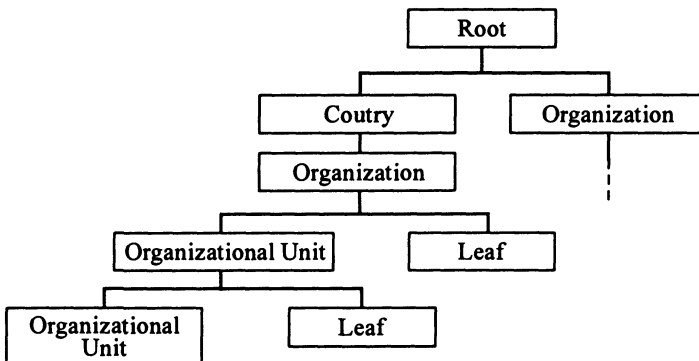 Root
Coutry
Organization
Organization
Organizational Unit
Leaf
Organizational
Unit
Leaf